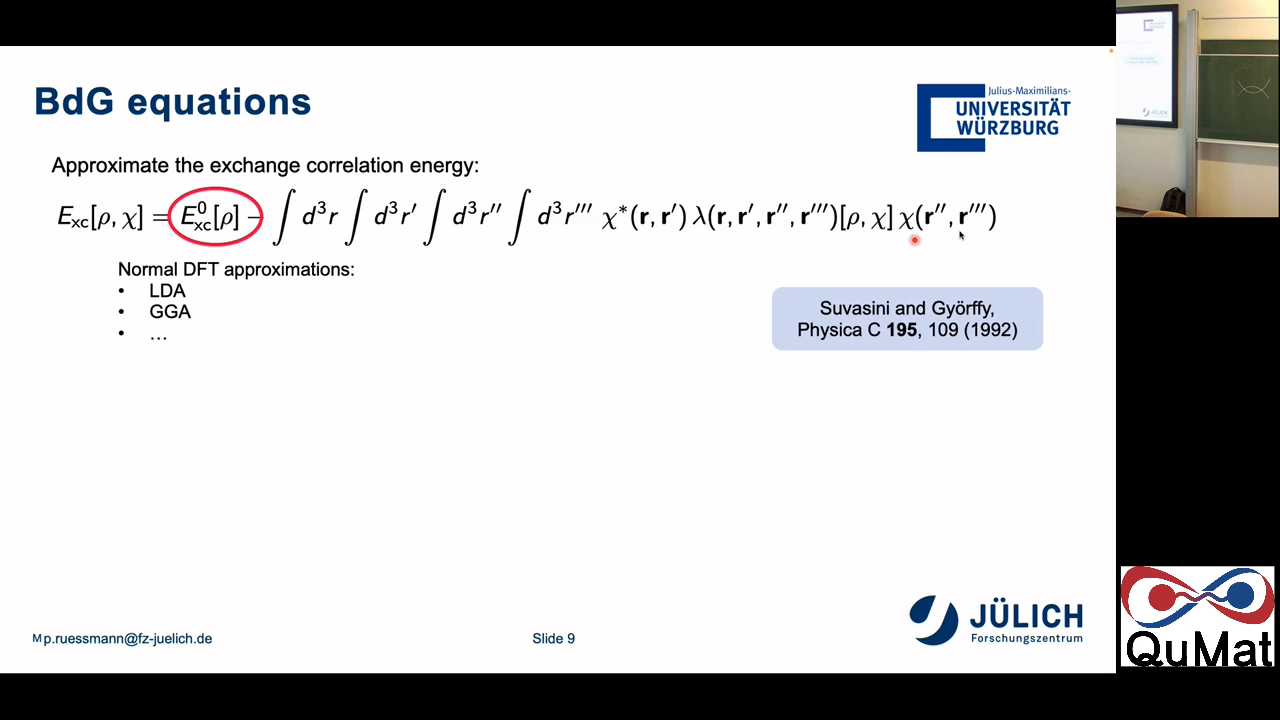 BdG equations
Julius-Maximilians-
UNIVERSITÄT
WÜRZBURG
Approximate the exchange correlation energy:
E_xc[ρ, χ] = E⁰_xc[ρ] − ∫ d³r ∫ d³r′ ∫ d³r″ ∫ d³r‴ χ*(r, r′) λ(r, r′, r″, r‴)[ρ, χ] χ(r″, r‴)
Normal DFT approximations:
• LDA
• GGA
• …
Suvasini and Györffy,
Physica C 195, 109 (1992)
p.ruessmann@fz-juelich.de
Slide 9
JÜLICH
Forschungszentrum
QuMat